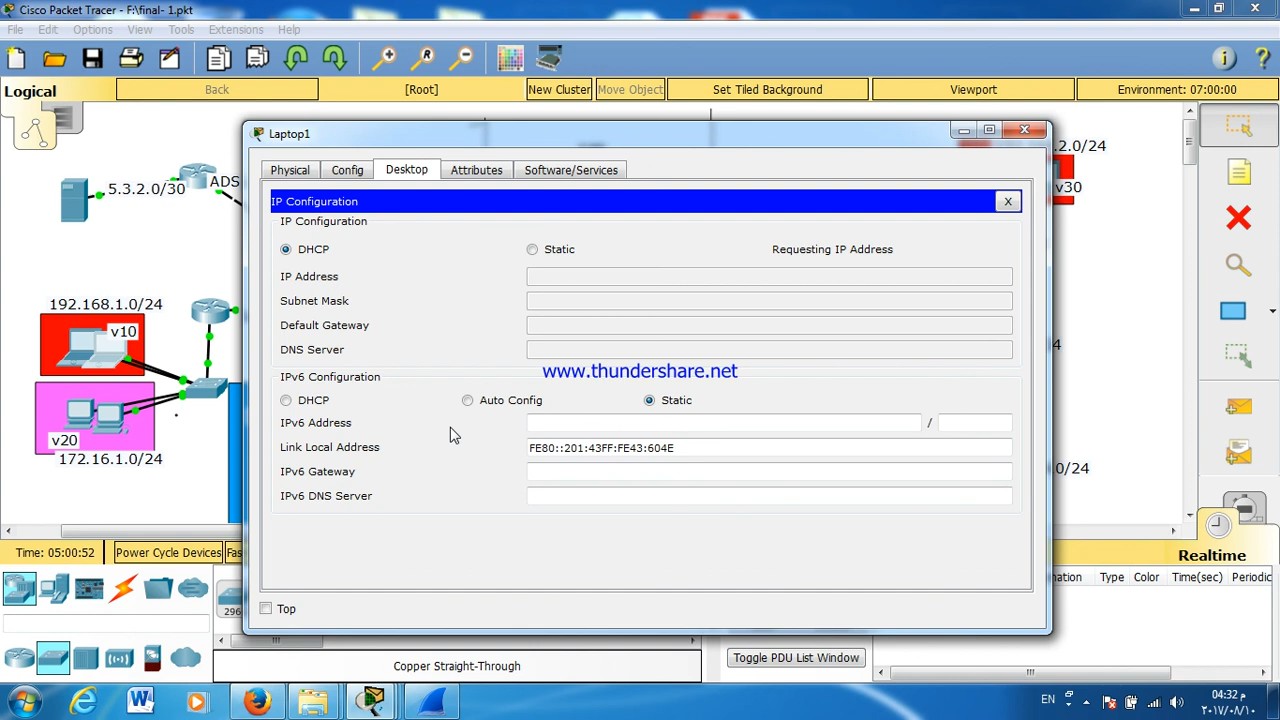 Cisco Packet Tracer - F:\final- 1.pkt
File Edit Options View Tools Extensions Help
Logical Back [Root] New Cluster Move Object Set Tiled Background Viewport Environment: 07:00:00
.2.0/24
v30
5.3.2.0/30
ADS
192.168.1.0/24
v10
v20
172.16.1.0/24
0/24
Laptop1
Physical Config Desktop Attributes Software/Services
IP Configuration X
IP Configuration
DHCP Static Requesting IP Address
IP Address
Subnet Mask
Default Gateway
DNS Server
www.thundershare.net
IPv6 Configuration
DHCP Auto Config Static
IPv6 Address /
Link Local Address FE80::201:43FF:FE43:604E
IPv6 Gateway
IPv6 DNS Server
Top
Time: 05:00:52 Power Cycle Devices Realtime
Type Color Time(sec) Periodic
296
Copper Straight-Through
Toggle PDU List Window
EN 04:32 م
٢٠١٧/٠٨/١٠